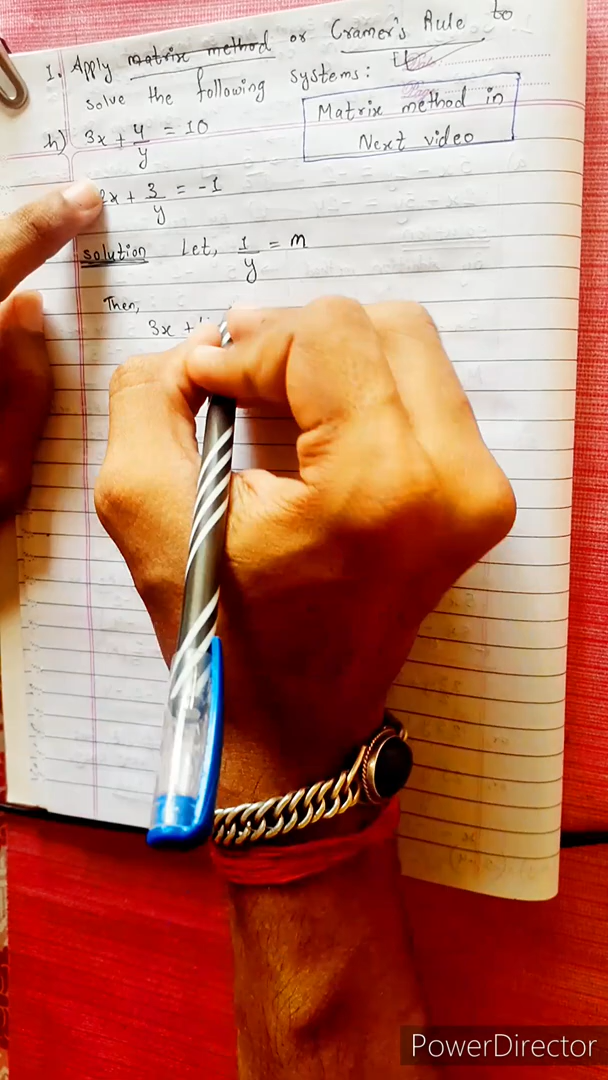 1. Apply matrix method or Cramer's Rule to
solve the following systems:
Matrix method in
Next video
h) 3x + 4/y = 10
2x + 3/y = -1
solution Let, 1/y = m
Then,
3x +
PowerDirector